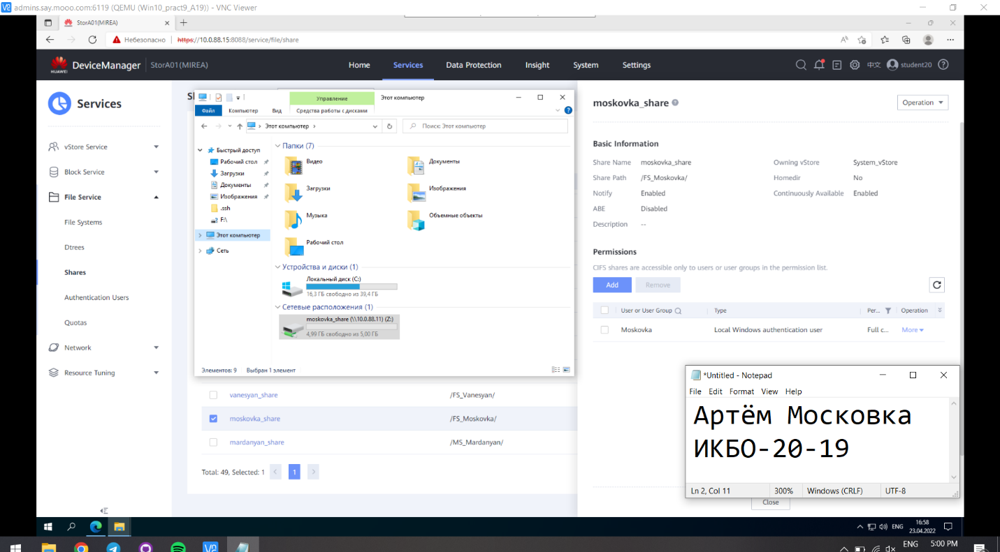 admins.say.mooo.com:6119 (QEMU (Win10_pract9_A19)) - VNC Viewer
StorA01(MIREA)
Небезопасно
https://10.0.88.15:8088/service/file/share
HUAWEI
DeviceManager
StorA01(MIREA)
Home
Services
Data Protection
Insight
System
Settings
中文
student20
Services
vStore Service
Block Service
File Service
File Systems
Dtrees
Shares
Authentication Users
Quotas
Network
Resource Tuning
Управление
Этот компьютер
Файл
Компьютер
Вид
Средства работы с дисками
Этот компьютер
Поиск: Этот компьютер
Быстрый доступ
Рабочий стол
Загрузки
Документы
Изображения
.ssh
F:\
Этот компьютер
Сеть
Папки (7)
Видео
Документы
Загрузки
Изображения
Музыка
Объемные объекты
Рабочий стол
Устройства и диски (1)
Локальный диск (C:)
16,3 ГБ свободно из 39,4 ГБ
Сетевые расположения (1)
moskovka_share (\\10.0.88.11) (Z:)
4,99 ГБ свободно из 5,00 ГБ
Элементов: 9
Выбран 1 элемент
vanesyan_share
/FS_Vanesyan/
moskovka_share
/FS_Moskovka/
mardanyan_share
/MS_Mardanyan/
Total: 49, Selected: 1
1
moskovka_share
Operation
Basic Information
Share Name
moskovka_share
Owning vStore
System_vStore
Share Path
/FS_Moskovka/
Homedir
No
Notify
Enabled
Continuously Available
Enabled
ABE
Disabled
Description
--
Permissions
CIFS shares are accessible only to users or user groups in the permission list.
Add
Remove
User or User Group
Type
Per...
Operation
Moskovka
Local Windows authentication user
Full c...
More
*Untitled - Notepad
File
Edit
Format
View
Help
Артём Московка
ИКБО-20-19
Ln 2, Col 11
300%
Windows (CRLF)
UTF-8
Close
ENG
16:58
23.04.2022
ENG
5:00 PM